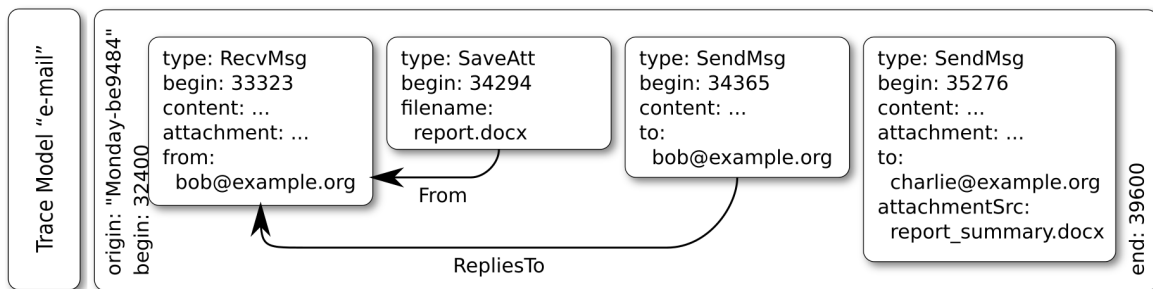 Trace Model “e-mail”
origin: "Monday-be9484"
begin: 32400
type: RecvMsg
begin: 33323
content: ...
attachment: ...
from:
bob@example.org
type: SaveAtt
begin: 34294
filename:
report.docx
type: SendMsg
begin: 34365
content: ...
to:
bob@example.org
type: SendMsg
begin: 35276
content: ...
attachment: ...
to:
charlie@example.org
attachmentSrc:
report_summary.docx
From
RepliesTo
end: 39600